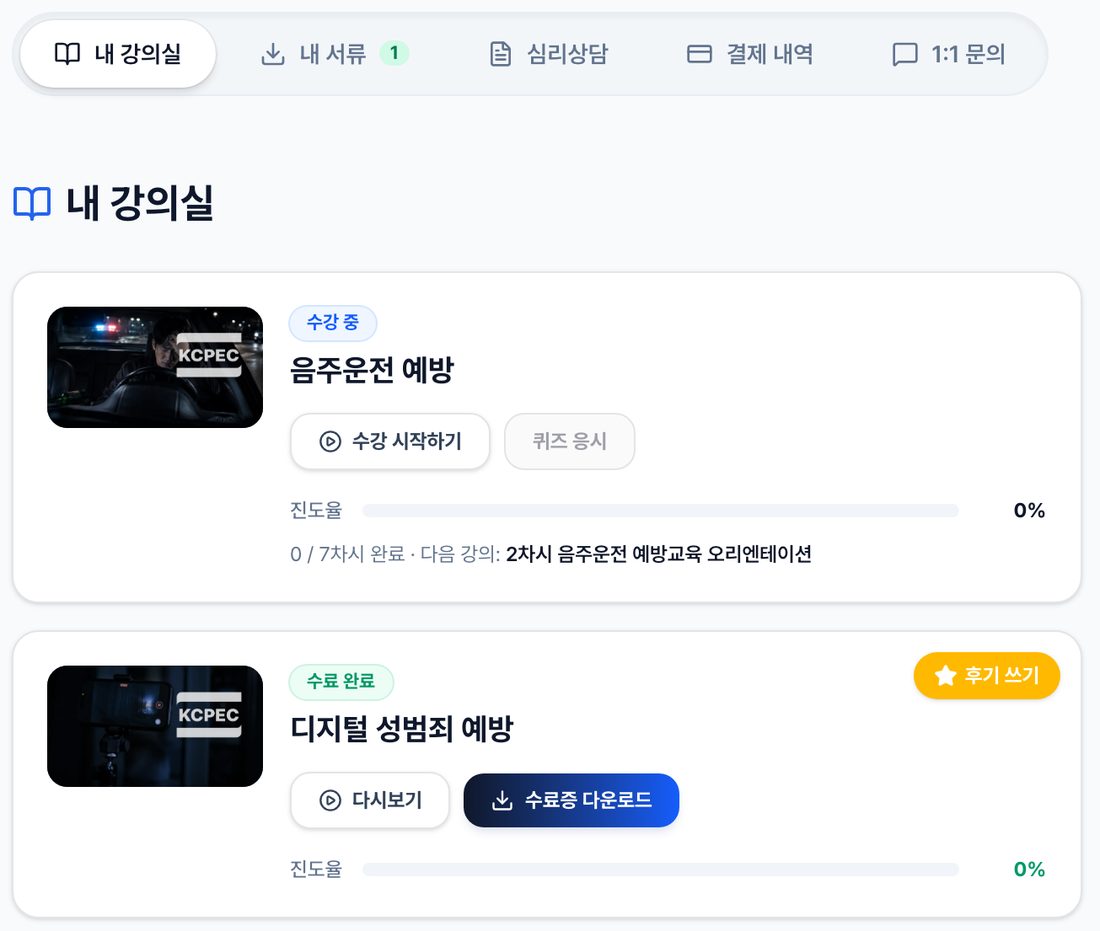 내 강의실
내 서류 1
심리상담
결제 내역
1:1 문의
내 강의실
KCPEC
수강 중
음주운전 예방
수강 시작하기
퀴즈 응시
진도율
0%
0 / 7차시 완료 · 다음 강의: 2차시 음주운전 예방교육 오리엔테이션
KCPEC
수료 완료
후기 쓰기
디지털 성범죄 예방
다시보기
수료증 다운로드
진도율
0%